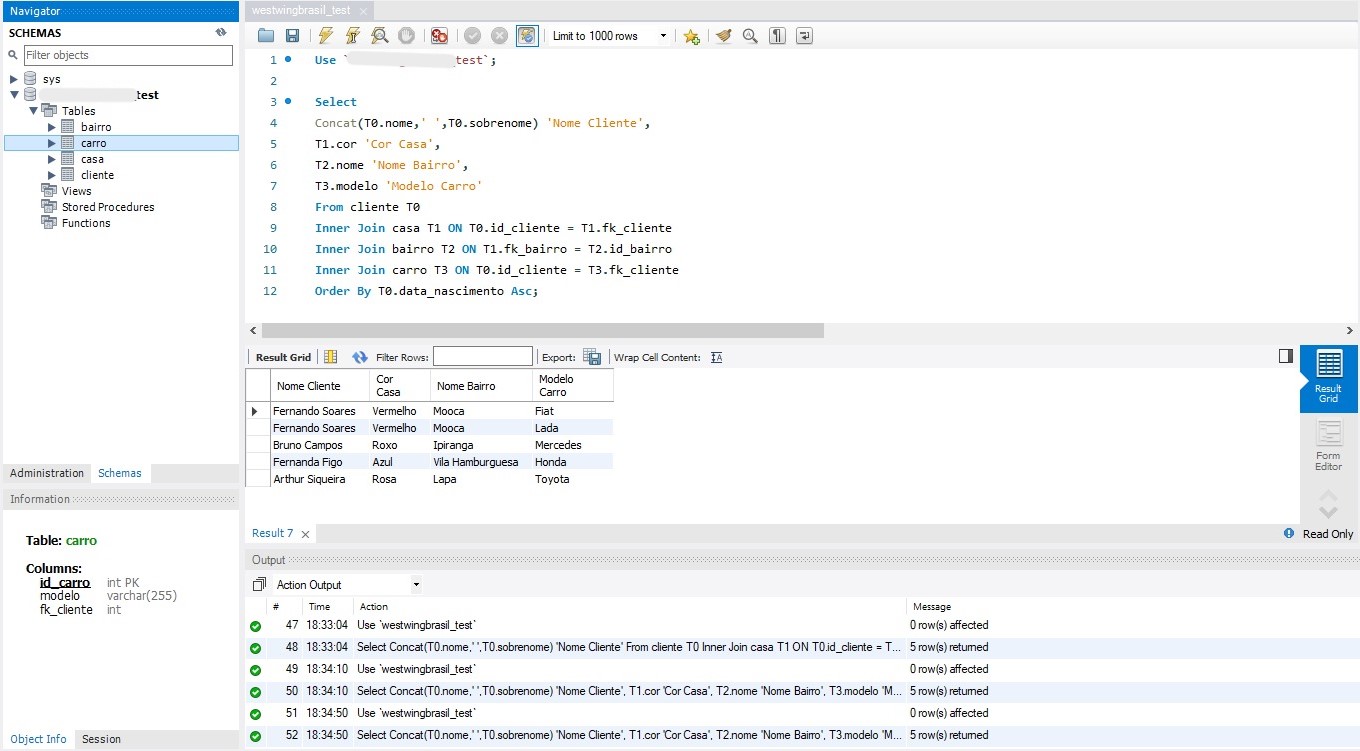 Navigator
SCHEMAS
Filter objects
sys
_test
Tables
bairro
carro
casa
cliente
Views
Stored Procedures
Functions
Administration Schemas
Information
Table: carro
Columns:
id_carro int PK
modelo varchar(255)
fk_cliente int
Object Info Session
westwingbrasil_test
Limit to 1000 rows
1 Use ` _test`;
2
3 Select
4 Concat(T0.nome,' ',T0.sobrenome) 'Nome Cliente',
5 T1.cor 'Cor Casa',
6 T2.nome 'Nome Bairro',
7 T3.modelo 'Modelo Carro'
8 From cliente T0
9 Inner Join casa T1 ON T0.id_cliente = T1.fk_cliente
10 Inner Join bairro T2 ON T1.fk_bairro = T2.id_bairro
11 Inner Join carro T3 ON T0.id_cliente = T3.fk_cliente
12 Order By T0.data_nascimento Asc;
Result Grid Filter Rows: Export: Wrap Cell Content:
Nome Cliente Cor Casa Nome Bairro Modelo Carro
Fernando Soares Vermelho Mooca Fiat
Fernando Soares Vermelho Mooca Lada
Bruno Campos Roxo Ipiranga Mercedes
Fernanda Figo Azul Vila Hamburguesa Honda
Arthur Siqueira Rosa Lapa Toyota
Result Grid
Form Editor
Result 7
Read Only
Output
Action Output
# Time Action Message
47 18:33:04 Use `westwingbrasil_test` 0 row(s) affected
48 18:33:04 Select Concat(T0.nome,' ',T0.sobrenome) 'Nome Cliente' From cliente T0 Inner Join casa T1 ON T0.id_cliente = T... 5 row(s) returned
49 18:34:10 Use `westwingbrasil_test` 0 row(s) affected
50 18:34:10 Select Concat(T0.nome,' ',T0.sobrenome) 'Nome Cliente', T1.cor 'Cor Casa', T2.nome 'Nome Bairro', T3.modelo 'M... 5 row(s) returned
51 18:34:50 Use `westwingbrasil_test` 0 row(s) affected
52 18:34:50 Select Concat(T0.nome,' ',T0.sobrenome) 'Nome Cliente', T1.cor 'Cor Casa', T2.nome 'Nome Bairro', T3.modelo 'M... 5 row(s) returned